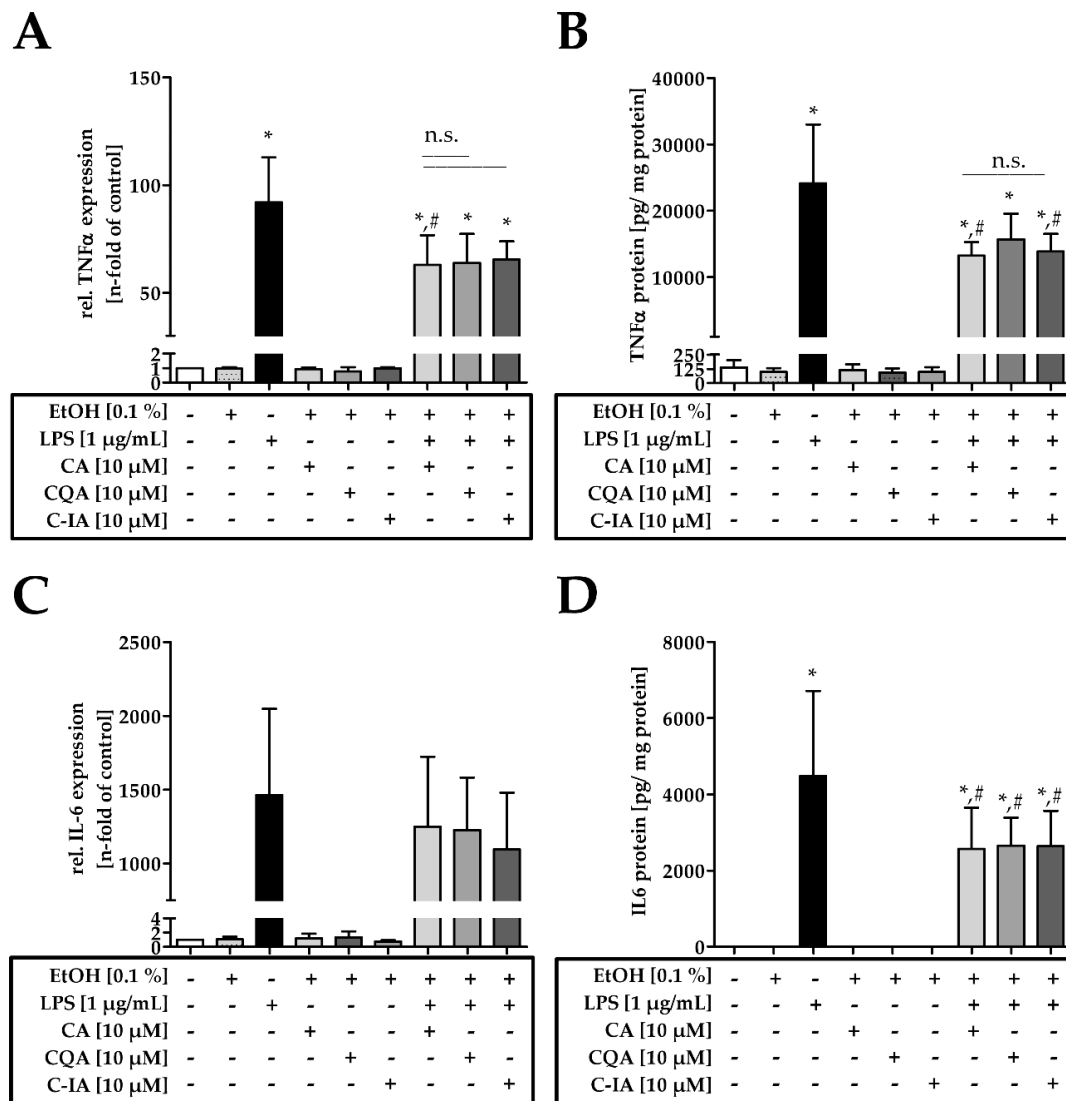 A
rel. TNFα expression
[n-fold of control]
150
100
50
2
1
0
*
n.s.
*,#
*
*
EtOH [0.1 %] - + - + + + + + +
LPS [1 µg/mL] - - + - - - + + +
CA [10 µM] - - - + - - + - -
CQA [10 µM] - - - - + - - + -
C-IA [10 µM] - - - - - + - - +
B
TNFα protein [pg/ mg protein]
40000
30000
20000
10000
250
125
0
*
n.s.
*,#
*
*,#
EtOH [0.1 %] - + - + + + + + +
LPS [1 µg/mL] - - + - - - + + +
CA [10 µM] - - - + - - + - -
CQA [10 µM] - - - - + - - + -
C-IA [10 µM] - - - - - + - - +
C
rel. IL-6 expression
[n-fold of control]
2500
2000
1500
1000
4
2
0
EtOH [0.1 %] - + - + + + + + +
LPS [1 µg/mL] - - + - - - + + +
CA [10 µM] - - - + - - + - -
CQA [10 µM] - - - - + - - + -
C-IA [10 µM] - - - - - + - - +
D
IL6 protein [pg/ mg protein]
8000
6000
4000
2000
0
*
*,#
*,#
*,#
EtOH [0.1 %] - + - + + + + + +
LPS [1 µg/mL] - - + - - - + + +
CA [10 µM] - - - + - - + - -
CQA [10 µM] - - - - + - - + -
C-IA [10 µM] - - - - - + - - +